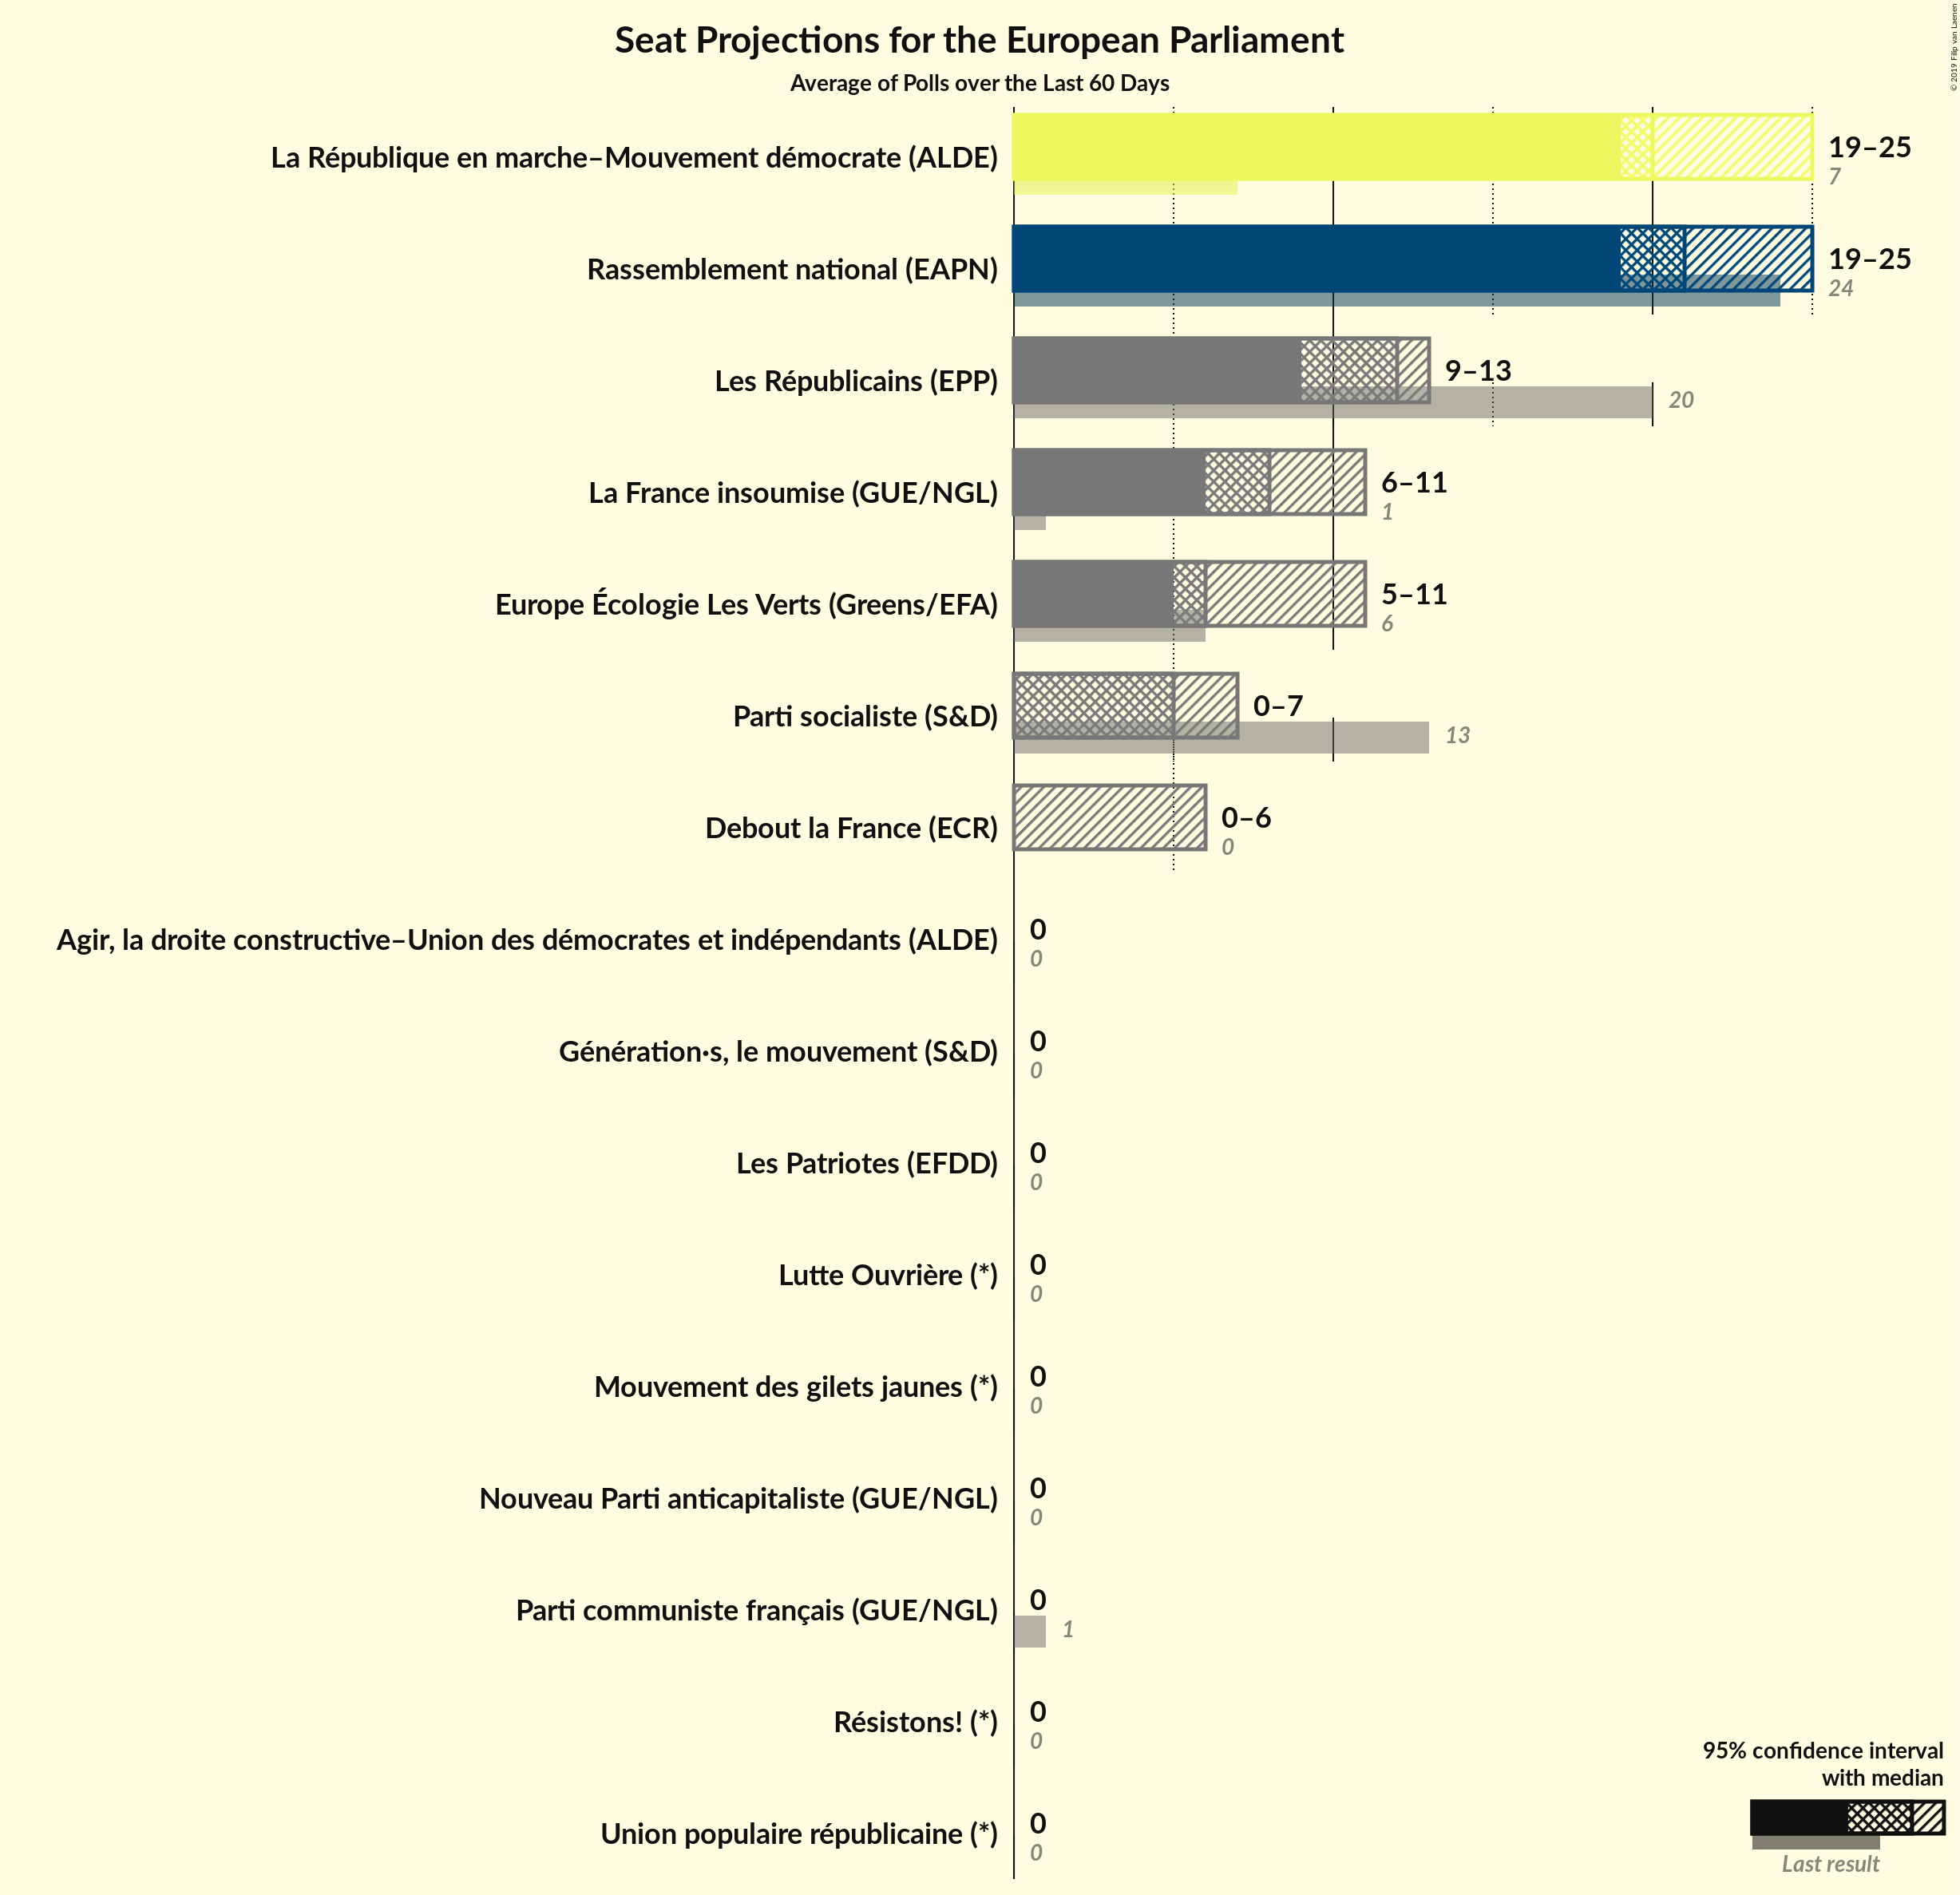 Seat Projections for the European Parliament
Average of Polls over the Last 60 Days
© 2019 Filip van Laenen
La République en marche–Mouvement démocrate (ALDE)
19–25
7
Rassemblement national (EAPN)
19–25
24
Les Républicains (EPP)
9–13
20
La France insoumise (GUE/NGL)
6–11
1
Europe Écologie Les Verts (Greens/EFA)
5–11
6
Parti socialiste (S&D)
0–7
13
Debout la France (ECR)
0–6
0
Agir, la droite constructive–Union des démocrates et indépendants (ALDE)
0
0
Génération·s, le mouvement (S&D)
0
0
Les Patriotes (EFDD)
0
0
Lutte Ouvrière (*)
0
0
Mouvement des gilets jaunes (*)
0
0
Nouveau Parti anticapitaliste (GUE/NGL)
0
0
Parti communiste français (GUE/NGL)
0
1
Résistons! (*)
0
0
Union populaire républicaine (*)
0
0
95% confidence interval
with median
Last result